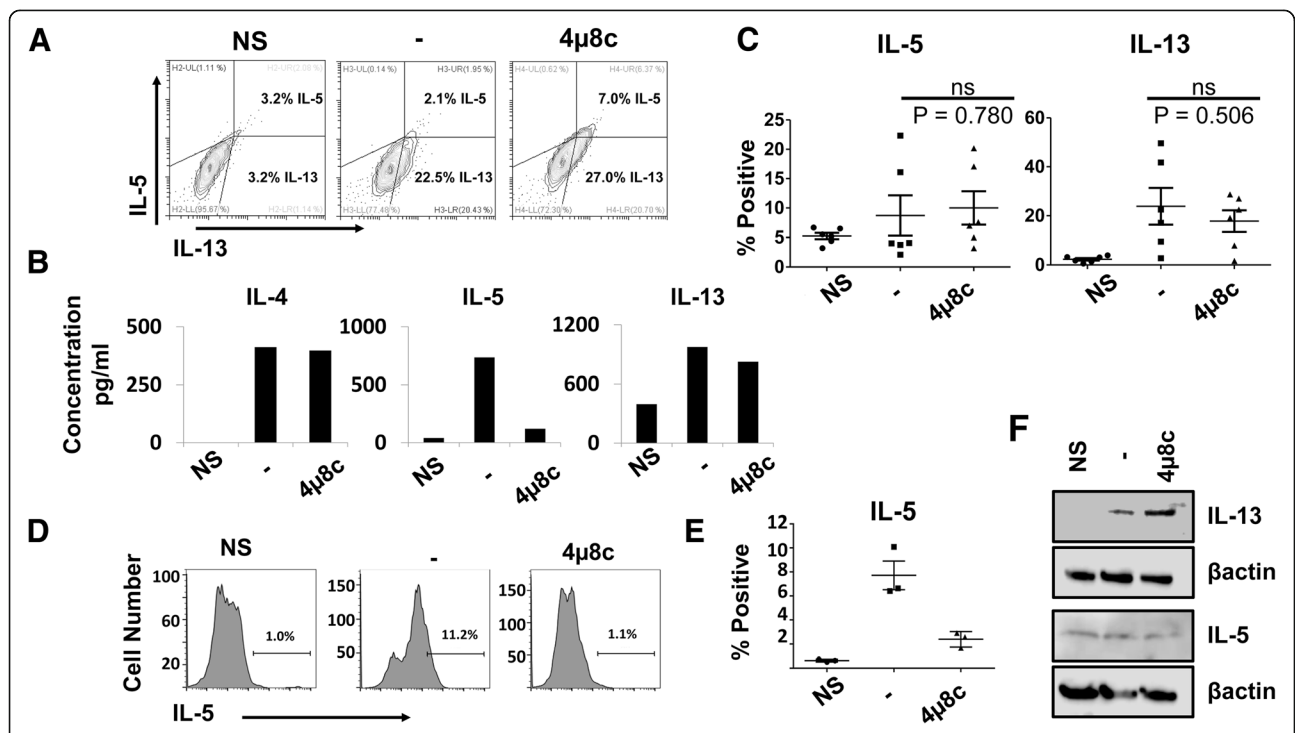 A
NS
-
4µ8c
H2-UL(1.11 %)
H2-UR(2.08 %)
3.2% IL-5
3.2% IL-13
H2-LL(95.67 %)
H2-LR(1.14 %)
H3-UL(0.14 %)
H3-UR(1.95 %)
2.1% IL-5
22.5% IL-13
H3-LL(77.48 %)
H3-LR(20.43 %)
H4-UL(0.62 %)
H4-UR(6.37 %)
7.0% IL-5
27.0% IL-13
H4-LL(72.30 %)
H4-LR(20.70 %)
IL-5
IL-13
B
IL-4
IL-5
IL-13
Concentration
pg/ml
500
250
0
NS
-
4µ8c
1000
500
0
NS
-
4µ8c
1200
600
0
NS
-
4µ8c
C
IL-5
ns
P = 0.780
% Positive
25
20
15
10
5
0
NS
-
4µ8c
IL-13
ns
P = 0.506
60
40
20
0
NS
-
4µ8c
D
NS
-
4µ8c
Cell Number
100
80
60
40
20
1.0%
150
100
50
11.2%
150
100
50
1.1%
IL-5
E
IL-5
% Positive
12
10
8
6
4
2
NS
-
4µ8c
F
NS
-
4µ8c
IL-13
βactin
IL-5
βactin